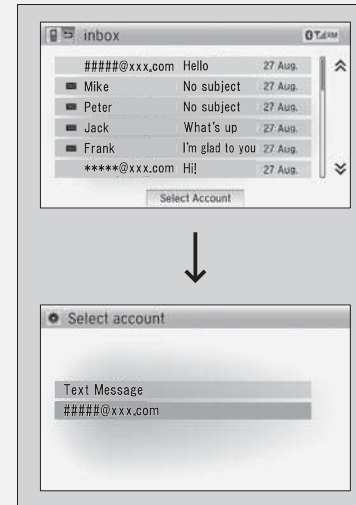 inbox
#####@xxx.com Hello 27 Aug.
Mike No subject 27 Aug.
Peter No subject 27 Aug.
Jack What's up 27 Aug.
Frank I'm glad to you 27 Aug.
*****@xxx.com Hi! 27 Aug.
Select Account
Select account
Text Message
#####@xxx.com